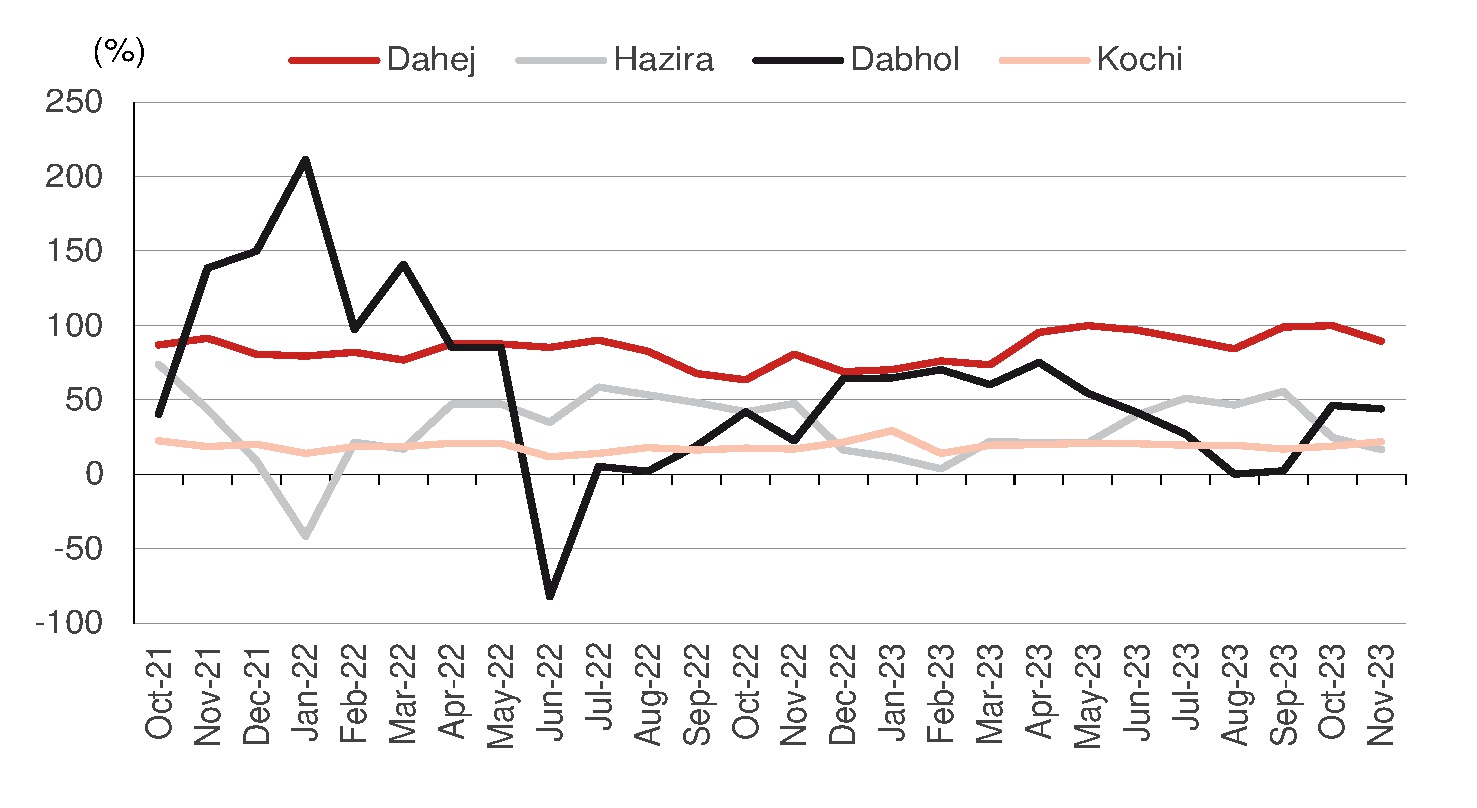 (%)
Dahej Hazira Dabhol Kochi
250
200
150
100
50
0
-50
-100
Oct-21
Nov-21
Dec-21
Jan-22
Feb-22
Mar-22
Apr-22
May-22
Jun-22
Jul-22
Aug-22
Sep-22
Oct-22
Nov-22
Dec-22
Jan-23
Feb-23
Mar-23
Apr-23
May-23
Jun-23
Jul-23
Aug-23
Sep-23
Oct-23
Nov-23